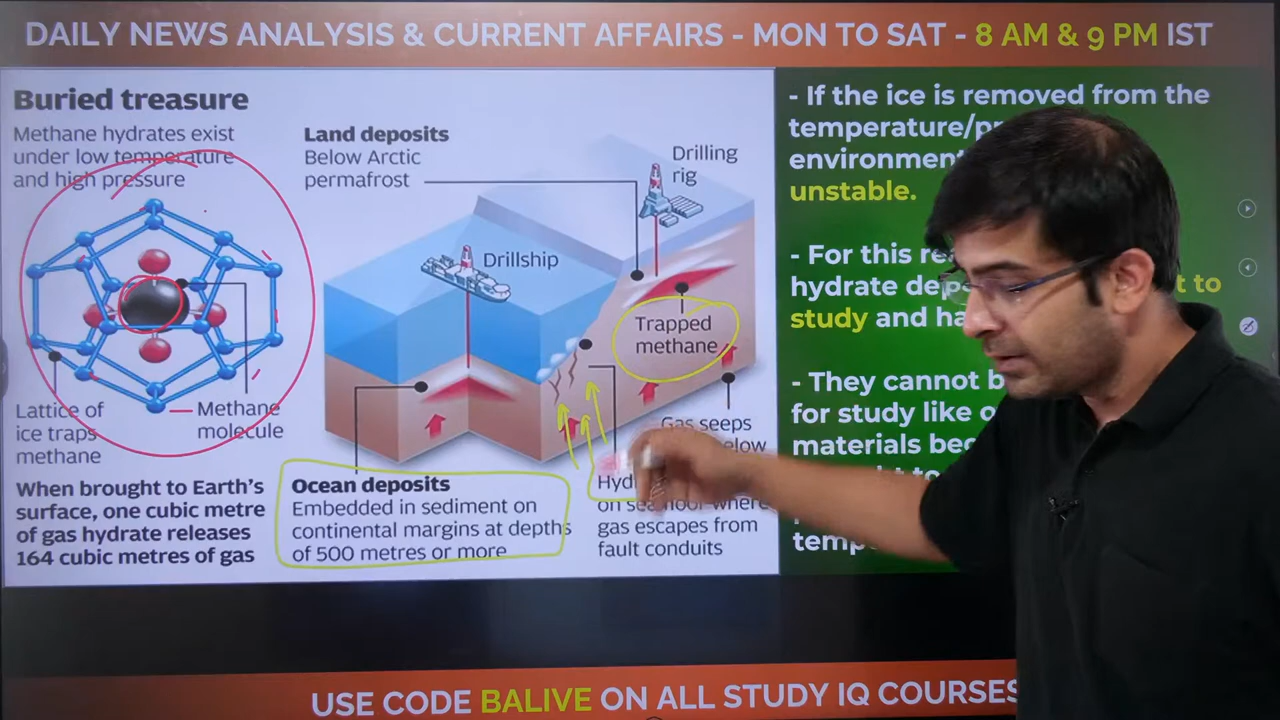 DAILY NEWS ANALYSIS & CURRENT AFFAIRS - MON TO SAT - 8 AM & 9 PM IST
Buried treasure
Methane hydrates exist
under low temperature
and high pressure
Lattice of
ice traps
methane
Methane
molecule
When brought to Earth's
surface, one cubic metre
of gas hydrate releases
164 cubic metres of gas
Land deposits
Below Arctic
permafrost
Drilling
rig
Drillship
Trapped
methane
Gas seeps
Ocean deposits
Embedded in sediment on
continental margins at depths
of 500 metres or more
on seafloor where
gas escapes from
fault conduits
- If the ice is removed from the
environment
unstable.
- For this
hydrate
to
study and
- They cannot
for study like
materials
USE CODE BALIVE ON ALL STUDY IQ COURSES